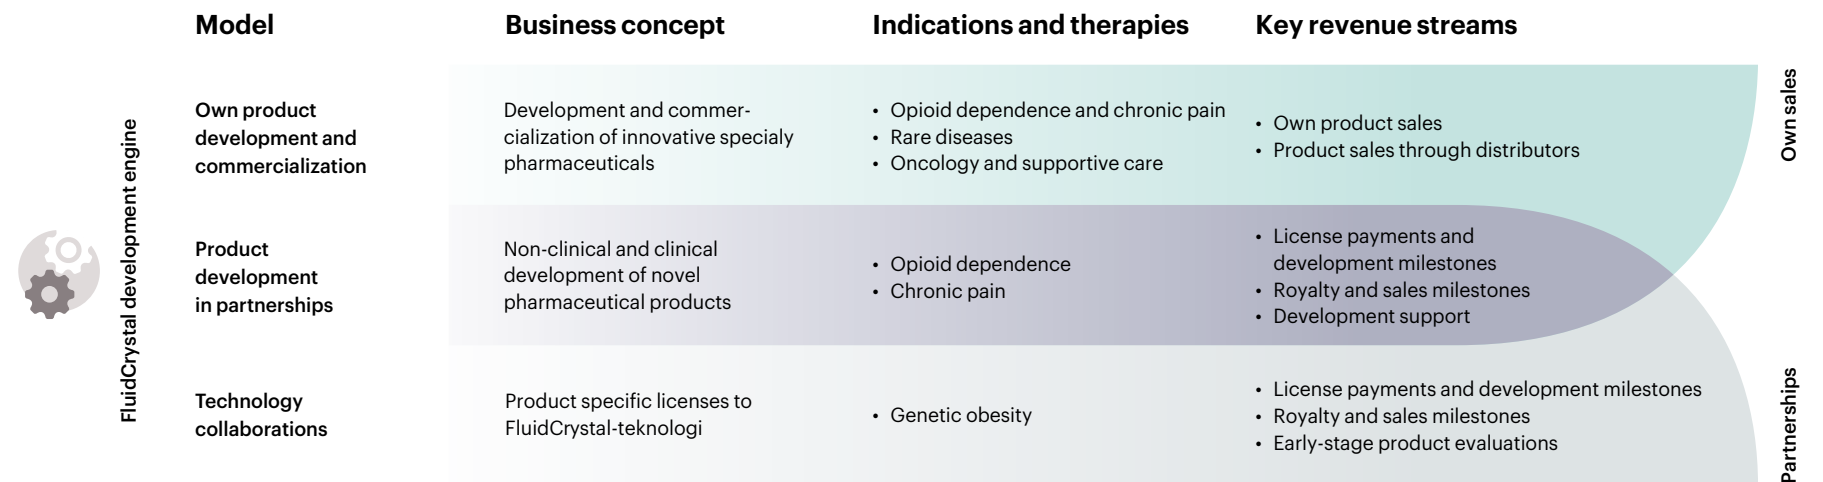 Model
Business concept
Indications and therapies
Key revenue streams
FluidCrystal development engine
Own product
development and
commercialization
Development and commer-
cialization of innovative specialy
pharmaceuticals
• Opioid dependence and chronic pain
• Rare diseases
• Oncology and supportive care
• Own product sales
• Product sales through distributors
Own sales
Product
development
in partnerships
Non-clinical and clinical
development of novel
pharmaceutical products
• Opioid dependence
• Chronic pain
• License payments and
development milestones
• Royalty and sales milestones
• Development support
Technology
collaborations
Product specific licenses to
FluidCrystal-teknologi
• Genetic obesity
• License payments and development milestones
• Royalty and sales milestones
• Early-stage product evaluations
Partnerships